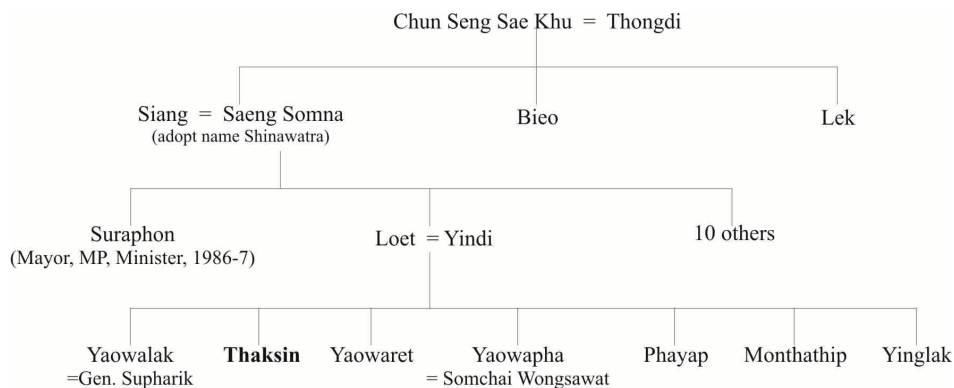 Chun Seng Sae Khu = Thongdi
Siang = Saeng Somna
(adopt name Shinawatra)
Bieo
Lek
Suraphon
(Mayor, MP, Minister, 1986-7)
Loet = Yindi
10 others
Yaowalak
=Gen. Supharik
Thaksin
Yaowaret
Yaowapha
= Somchai Wongsawat
Phayap
Monthathip
Yinglak